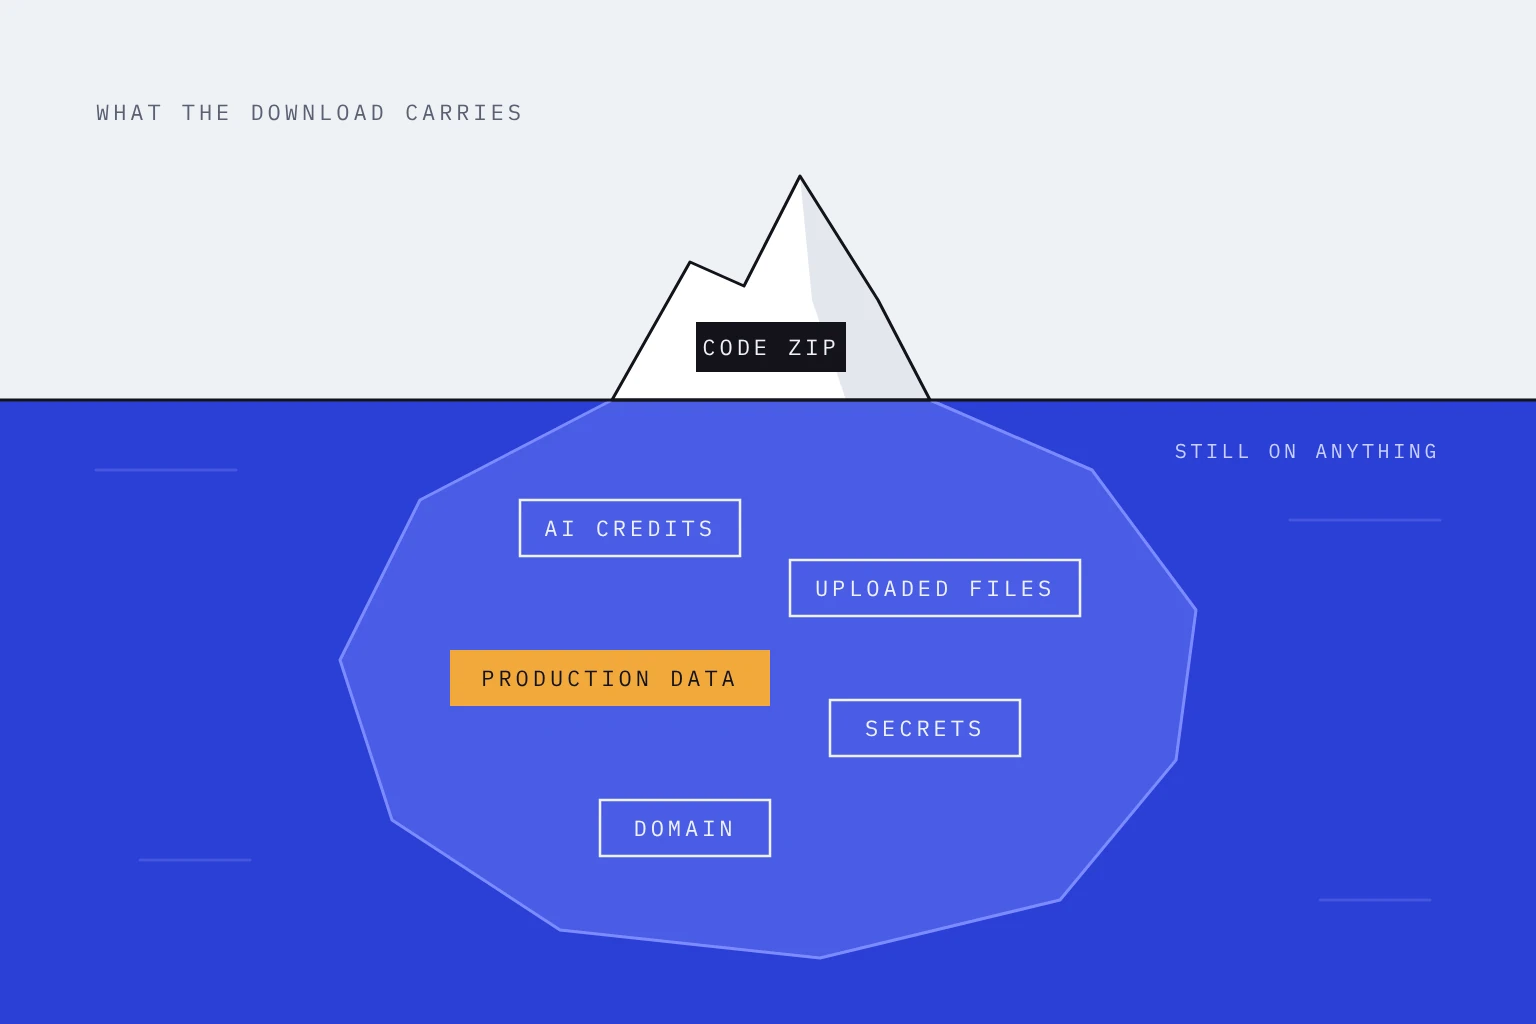 WHAT THE DOWNLOAD CARRIES
CODE ZIP
STILL ON ANYTHING
AI CREDITS
UPLOADED FILES
PRODUCTION DATA
SECRETS
DOMAIN